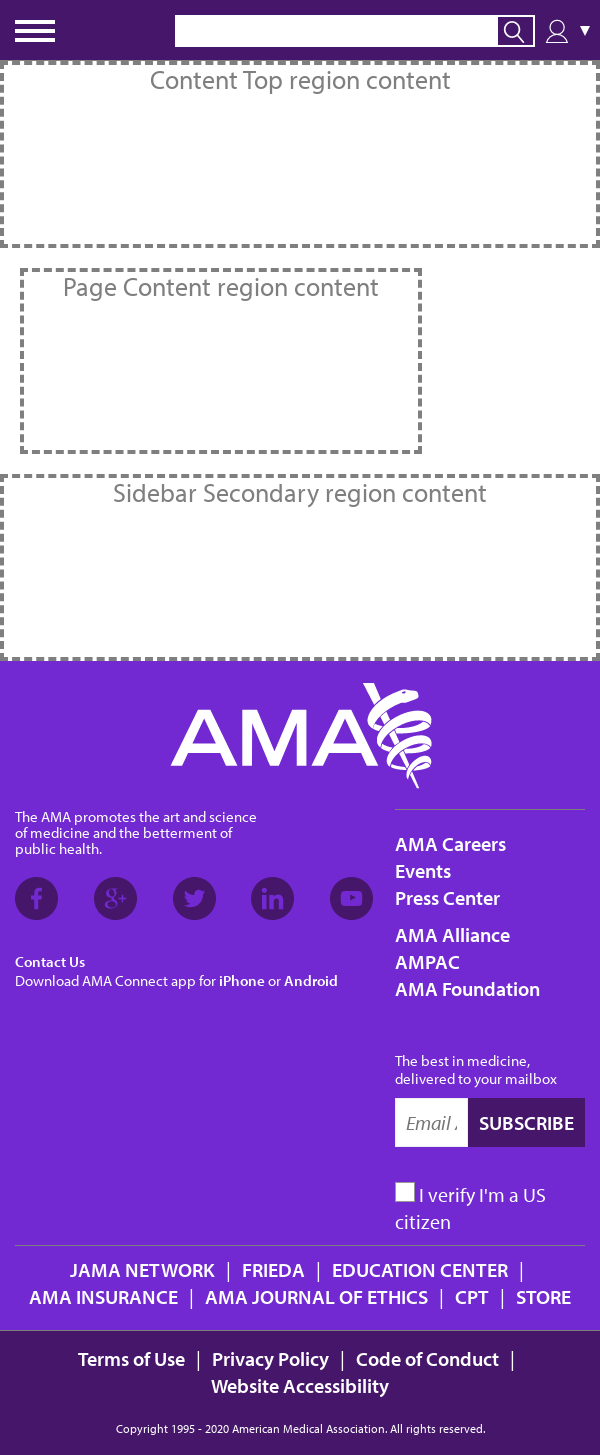 Content Top region content
Page Content region content
Sidebar Secondary region content
AMA
The AMA promotes the art and science
of medicine and the betterment of
public health.
Contact Us
Download AMA Connect app for iPhone or Android
AMA Careers
Events
Press Center
AMA Alliance
AMPAC
AMA Foundation
The best in medicine,
delivered to your mailbox
Email A SUBSCRIBE
I verify I'm a US
citizen
JAMA NETWORK | FRIEDA | EDUCATION CENTER |
AMA INSURANCE | AMA JOURNAL OF ETHICS | CPT | STORE
Terms of Use | Privacy Policy | Code of Conduct |
Website Accessibility
Copyright 1995 - 2020 American Medical Association. All rights reserved.